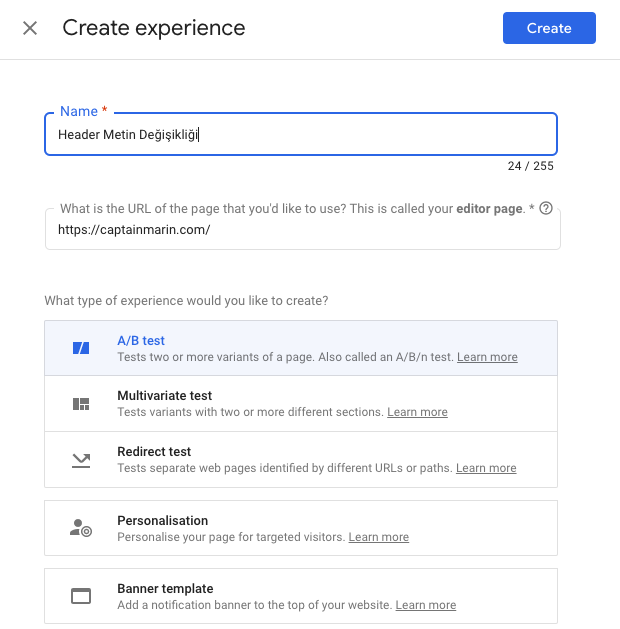 Create experience
Create
Name *
Header Metin Değişikliği
24 / 255
What is the URL of the page that you'd like to use? This is called your editor page. *
https://captainmarin.com/
What type of experience would you like to create?
A/B test
Tests two or more variants of a page. Also called an A/B/n test. Learn more
Multivariate test
Tests variants with two or more different sections. Learn more
Redirect test
Tests separate web pages identified by different URLs or paths. Learn more
Personalisation
Personalise your page for targeted visitors. Learn more
Banner template
Add a notification banner to the top of your website. Learn more